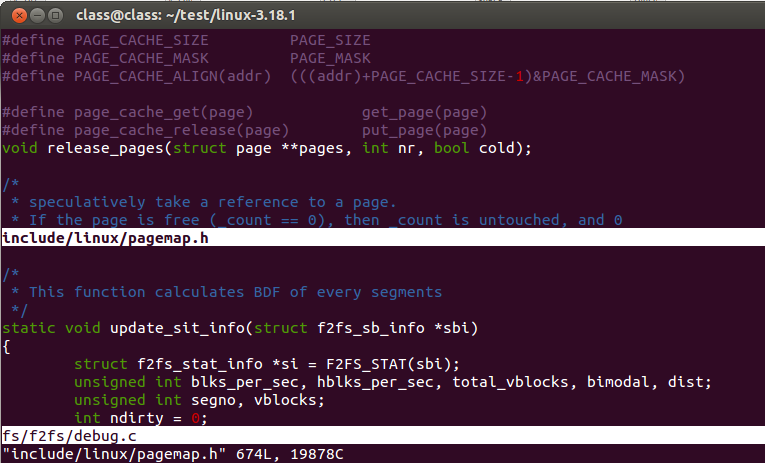 class@class: ~/test/linux-3.18.1
#define PAGE_CACHE_SIZE         PAGE_SIZE
#define PAGE_CACHE_MASK         PAGE_MASK
#define PAGE_CACHE_ALIGN(addr)  (((addr)+PAGE_CACHE_SIZE-1)&PAGE_CACHE_MASK)
#define page_cache_get(page)            get_page(page)
#define page_cache_release(page)        put_page(page)
void release_pages(struct page **pages, int nr, bool cold);
/*
 * speculatively take a reference to a page.
 * If the page is free (_count == 0), then _count is untouched, and 0
include/linux/pagemap.h
/*
 * This function calculates BDF of every segments
 */
static void update_sit_info(struct f2fs_sb_info *sbi)
{
        struct f2fs_stat_info *si = F2FS_STAT(sbi);
        unsigned int blks_per_sec, hblks_per_sec, total_vblocks, bimodal, dist;
        unsigned int segno, vblocks;
        int ndirty = 0;
fs/f2fs/debug.c
"include/linux/pagemap.h" 674L, 19878C